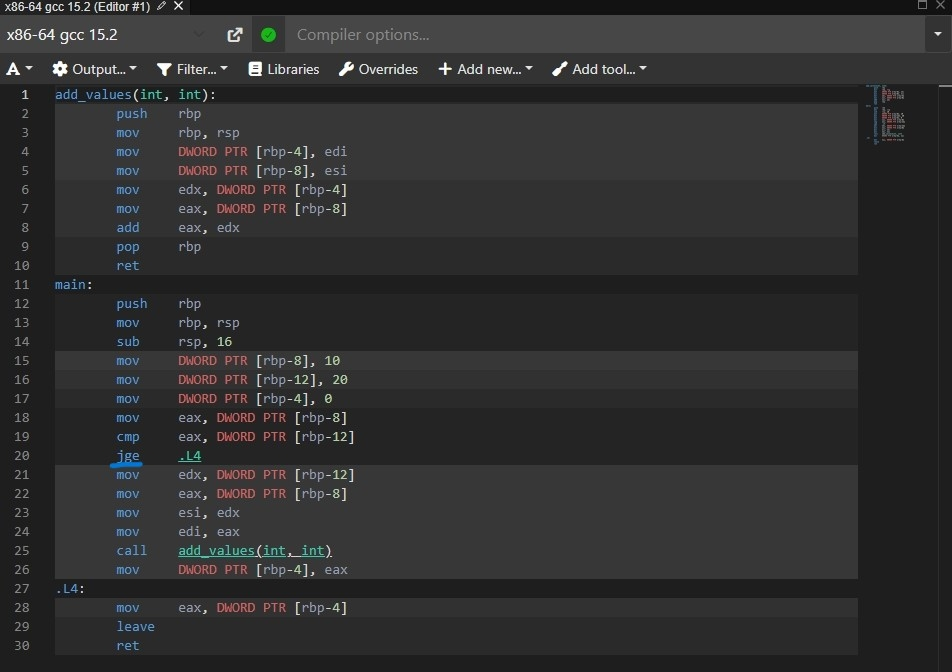 x86-64 gcc 15.2 (Editor #1)
x86-64 gcc 15.2 Compiler options...
A Output... Filter... Libraries Overrides Add new... Add tool...
1 add_values(int, int):
2 push rbp
3 mov rbp, rsp
4 mov DWORD PTR [rbp-4], edi
5 mov DWORD PTR [rbp-8], esi
6 mov edx, DWORD PTR [rbp-4]
7 mov eax, DWORD PTR [rbp-8]
8 add eax, edx
9 pop rbp
10 ret
11 main:
12 push rbp
13 mov rbp, rsp
14 sub rsp, 16
15 mov DWORD PTR [rbp-8], 10
16 mov DWORD PTR [rbp-12], 20
17 mov DWORD PTR [rbp-4], 0
18 mov eax, DWORD PTR [rbp-8]
19 cmp eax, DWORD PTR [rbp-12]
20 jge .L4
21 mov edx, DWORD PTR [rbp-12]
22 mov eax, DWORD PTR [rbp-8]
23 mov esi, edx
24 mov edi, eax
25 call add_values(int, int)
26 mov DWORD PTR [rbp-4], eax
27 .L4:
28 mov eax, DWORD PTR [rbp-4]
29 leave
30 ret